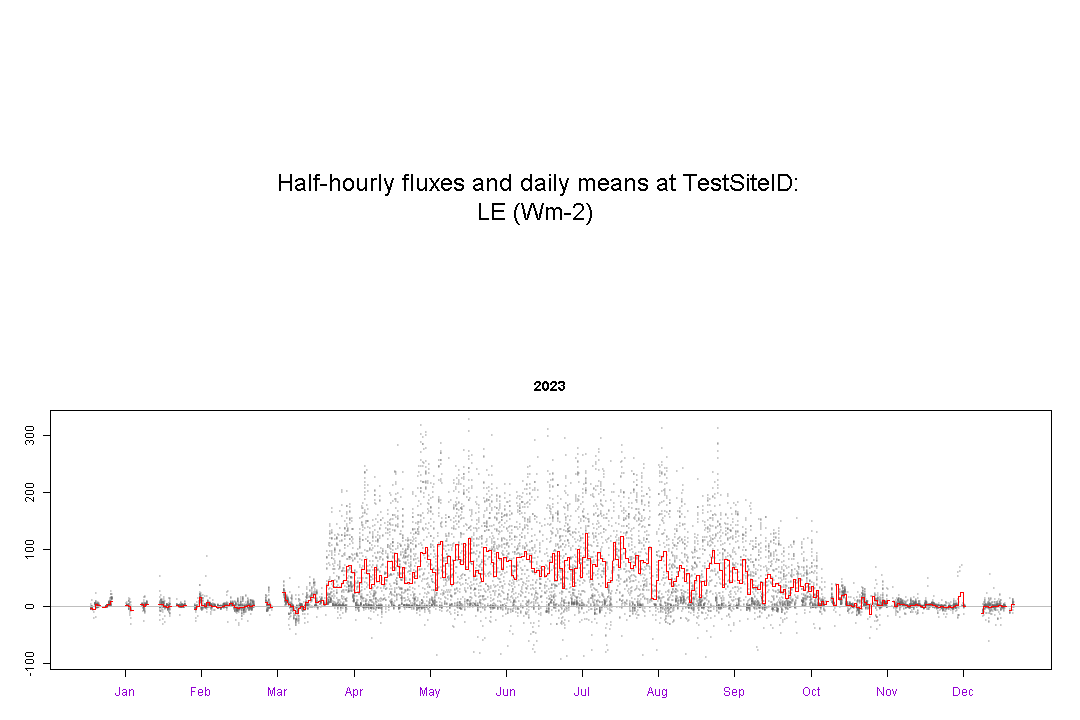 Half-hourly fluxes and daily means at TestSiteID:
LE (Wm-2)
2023
300
200
100
0
-100
Jan Feb Mar Apr May Jun Jul Aug Sep Oct Nov Dec